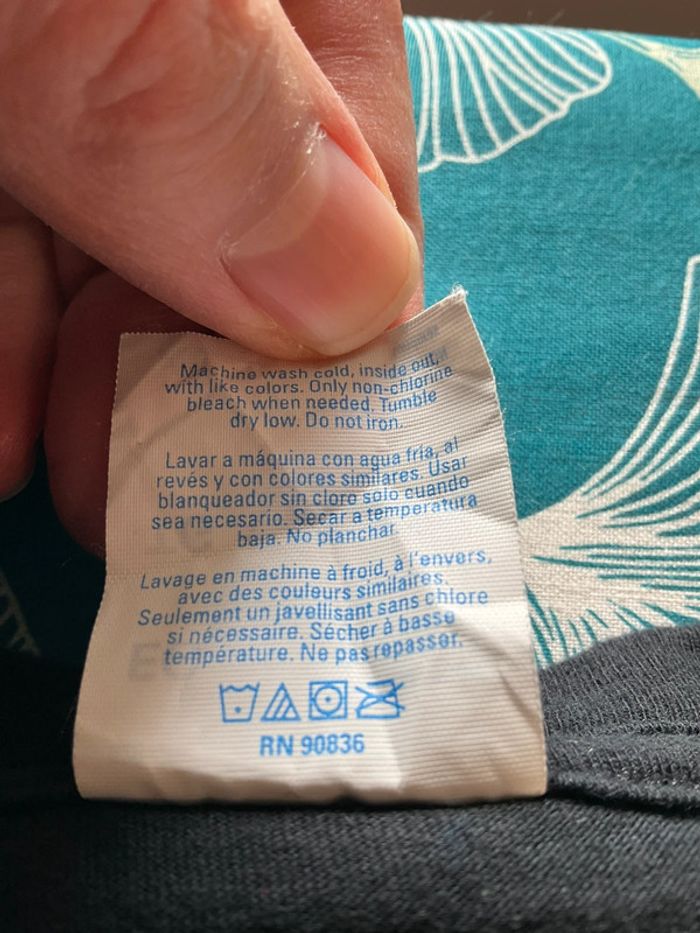 Machine wash cold, inside out,
with like colors. Only non-chlorine
bleach when needed. Tumble
dry low. Do not iron.
Lavar a máquina con agua fría, al
revés y con colores similares. Usar
blanqueador sin cloro solo cuando
sea necesario. Secar a temperatura
baja. No planchar.
Lavage en machine à froid, à l'envers,
avec des couleurs similaires.
Seulement un javellisant sans chlore
si nécessaire. Sécher à basse
température. Ne pas repasser.
RN 90836